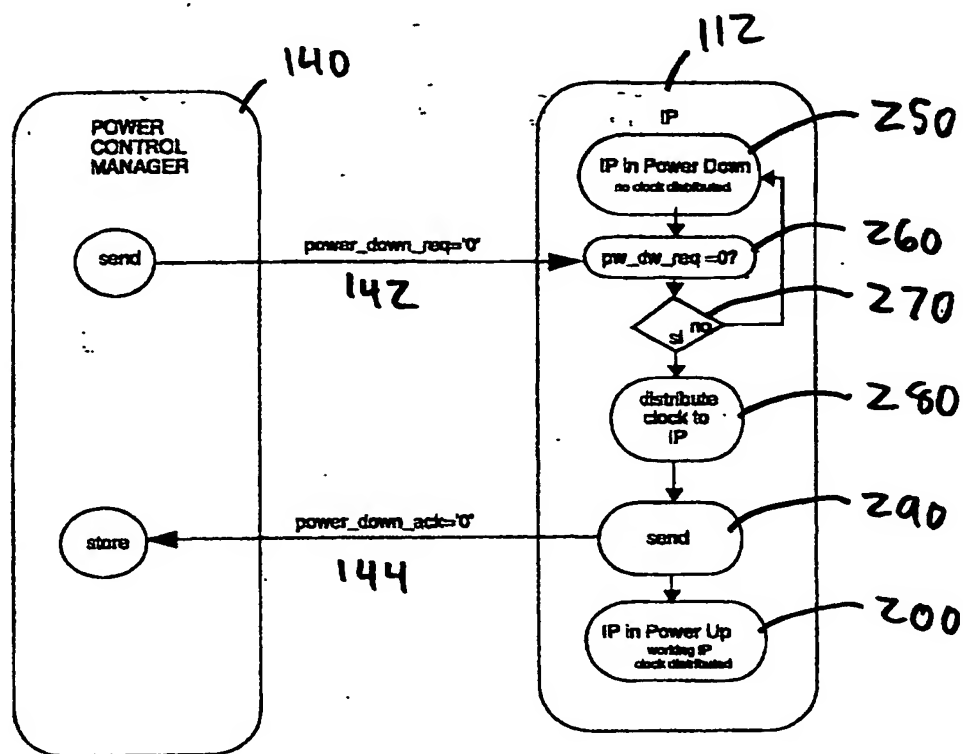 140
112
POWER
CONTROL
MANAGER
IP
250
IP in Power Down
no clock distributed
send
power_down_req='0'
142
pw_dw_req =0?
260
270
no
si
distribute
clock to
IP
280
power_down_ack='0'
144
store
send
290
IP in Power Up
working IP
clock distributed
200